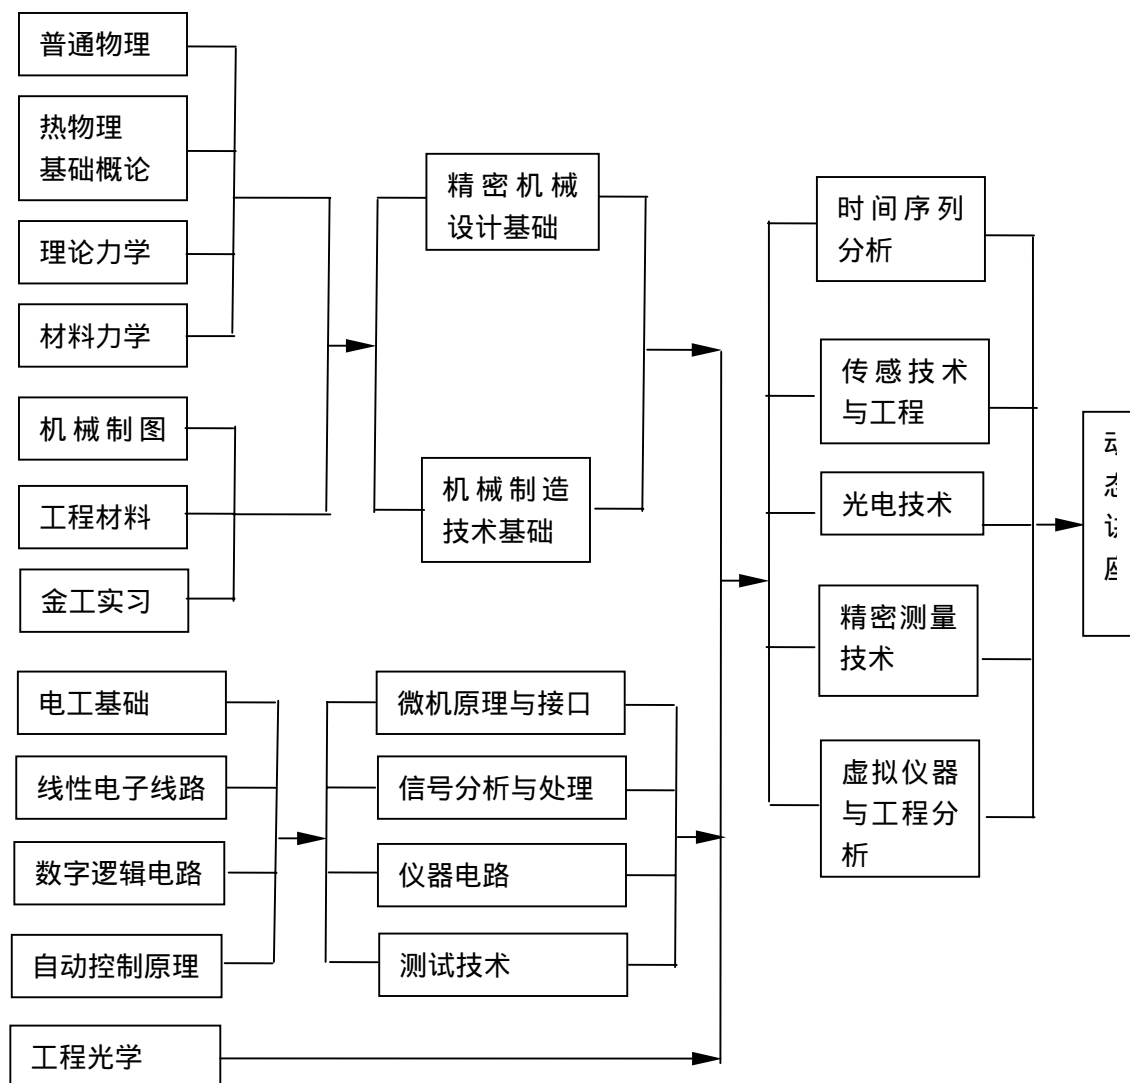 普通物理
热物理
基础概论
理论力学
材料力学
机械制图
工程材料
金工实习
电工基础
线性电子线路
数字逻辑电路
自动控制原理
工程光学
精密机械
设计基础
机械制造
技术基础
微机原理与接口
信号分析与处理
仪器电路
测试技术
时间序列
分析
传感技术
与工程
光电技术
精密测量
技术
虚拟仪器
与工程分
析
动
态
讲
座